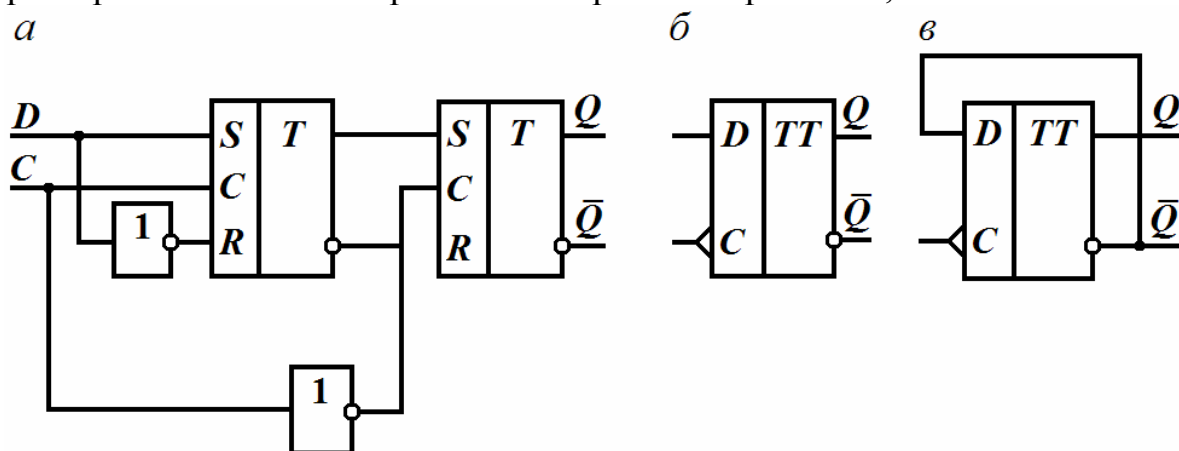 а б в
D S T S T Q D TT Q D TT Q
C C C
1 R R Q̄ C Q̄ C Q̄
1